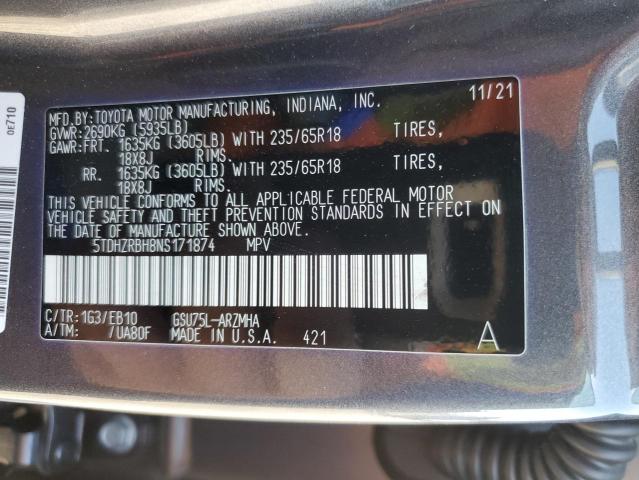 MFD.BY:TOYOTA MOTOR MANUFACTURING, INDIANA, INC. 11/21
GVWR:2690KG (5935LB)
GAWR:FRT. 1635KG (3605LB) WITH 235/65R18 TIRES,
18X8J RIMS.
RR. 1635KG (3605LB) WITH 235/65R18 TIRES,
18X8J RIMS.
THIS VEHICLE CONFORMS TO ALL APPLICABLE FEDERAL MOTOR
VEHICLE SAFETY AND THEFT PREVENTION STANDARDS IN EFFECT ON
THE DATE OF MANUFACTURE SHOWN ABOVE.
5TDHZRBH8NS171874 MPV
C/TR:1G3/EB10 GSU75L-ARZMHA
A/TM: /UA80F MADE IN U.S.A. 421 A
0E710